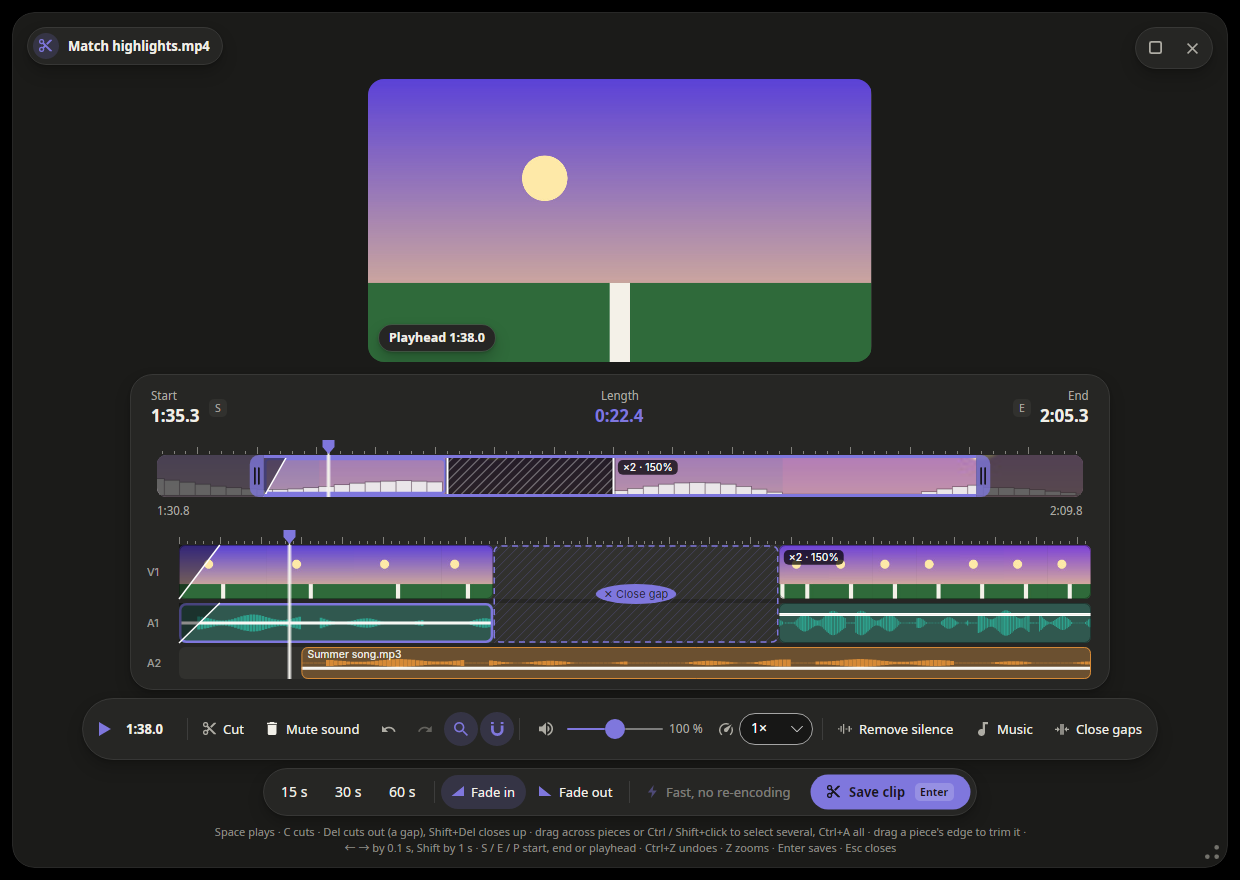 Match highlights.mp4
Playhead 1:38.0
Start
Length
End
1:35.3 S
0:22.4
E 2:05.3
×2 · 150%
1:30.8
2:09.8
V1
×2 · 150%
× Close gap
A1
A2
Summer song.mp3
1:38.0
Cut
Mute sound
100 %
1×
Remove silence
Music
Close gaps
15 s
30 s
60 s
Fade in
Fade out
Fast, no re-encoding
Save clip
Enter
Space plays · C cuts · Del cuts out (a gap), Shift+Del closes up · drag across pieces or Ctrl / Shift+click to select several, Ctrl+A all · drag a piece's edge to trim it ·
←→ by 0.1 s, Shift by 1 s · S / E / P start, end or playhead · Ctrl+Z undoes · Z zooms · Enter saves · Esc closes